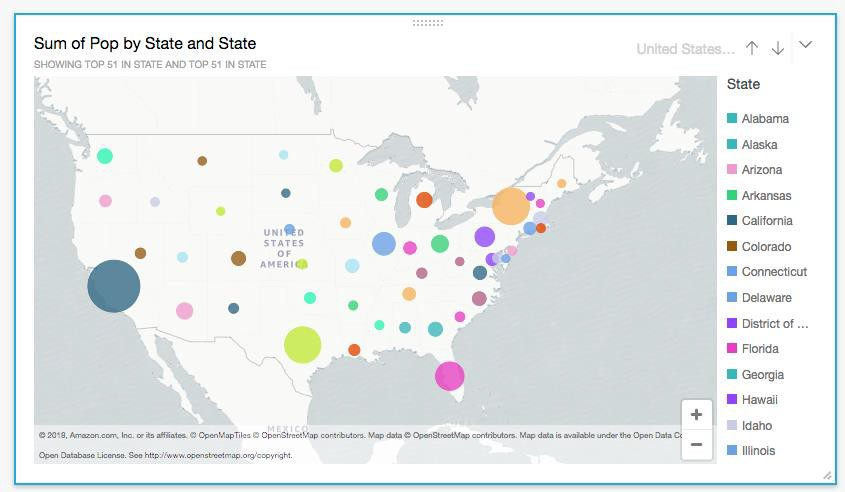 Sum of Pop by State and State
United States...
SHOWING TOP 51 IN STATE AND TOP 51 IN STATE
State
Alabama
Alaska
Arizona
Arkansas
California
Colorado
Connecticut
Delaware
District of ...
Florida
Georgia
Hawaii
Idaho
Illinois
UNITED
STATES
OF
AMERICA
MEXICO
+
−
© 2018, Amazon.com, Inc. or its affiliates. © OpenMapTiles © OpenStreetMap contributors. Map data © OpenStreetMap contributors. Map data is available under the Open Data Co
Open Database License. See http://www.openstreetmap.org/copyright.